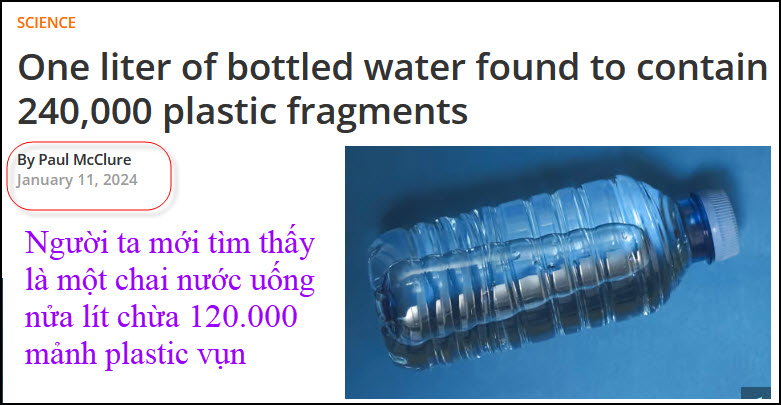 SCIENCE
One liter of bottled water found to contain
240,000 plastic fragments
By Paul McClure
January 11, 2024
Người ta mới tìm thấy
là một chai nước uống
nửa lít chừa 120.000
mảnh plastic vụn